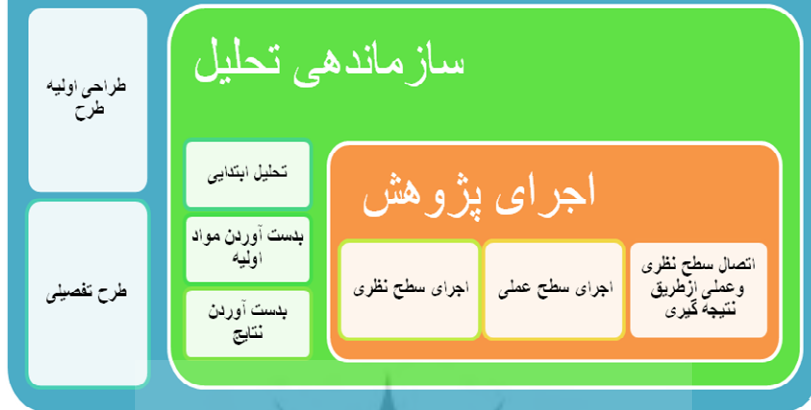 سازماندهی تحلیل
طراحی اولیه
طرح
طرح تفصیلی
تحلیل ابتدایی
بدست آوردن مواد
اولیه
بدست آوردن
نتایج
اجرای پژوهش
اجرای سطح نظری
اجرای سطح عملی
اتصال سطح نظری
وعملی ازطریق
نتیجه گیری